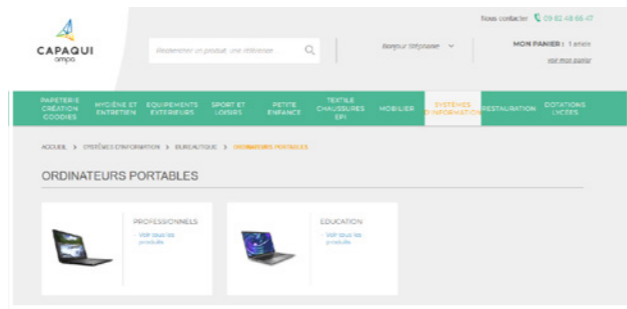 Nous contacter 09 82 48 66 47
CAPAQUI
ampa
Rechercher un produit, une référence...
Bonjour Stéphanie
MON PANIER : 1 article
Voir mon panier
PAPETERIE CRÉATION GOODIES
HYGIÈNE ET ENTRETIEN
EQUIPEMENTS EXTERIEURS
SPORT ET LOISIRS
PETITE ENFANCE
TEXTILE CHAUSSURES EPI
MOBILIER
SYSTÈMES D'INFORMATION
RESTAURATION
DOTATIONS LYCÉES
ACCUEIL > SYSTÈMES D'INFORMATION > BUREAUTIQUE > ORDINATEURS PORTABLES
ORDINATEURS PORTABLES
PROFESSIONNELS
- Voir tous les produits
EDUCATION
- Voir tous les produits